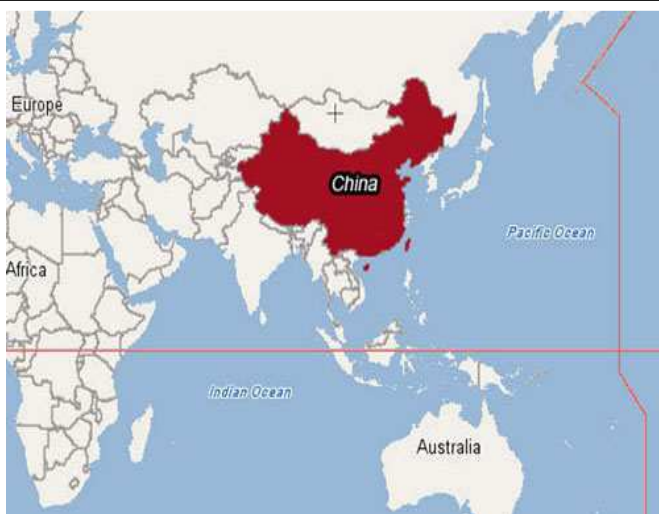 Europe
China
Pacific Ocean
Africa
Indian Ocean
Australia